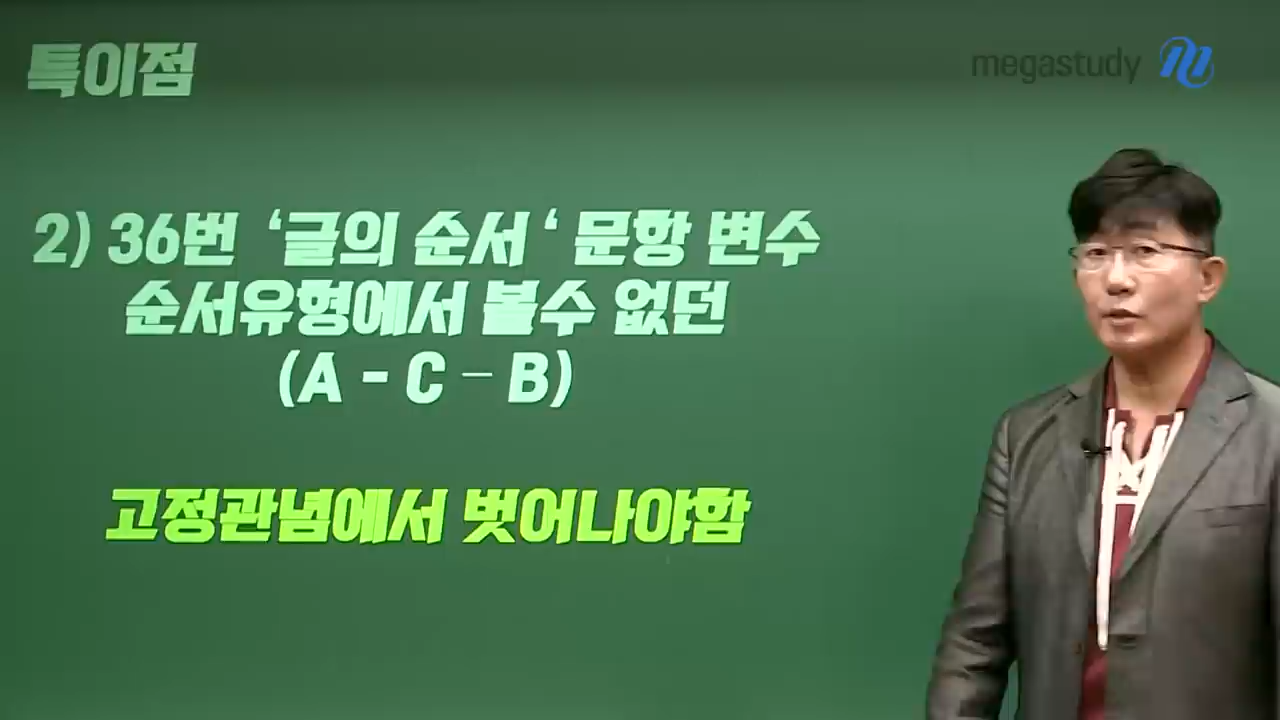 특이점
megastudy
2) 36번 ‘글의 순서 ‘ 문항 변수
순서유형에서 볼수 없던
(A - C – B)
고정관념에서 벗어나야함